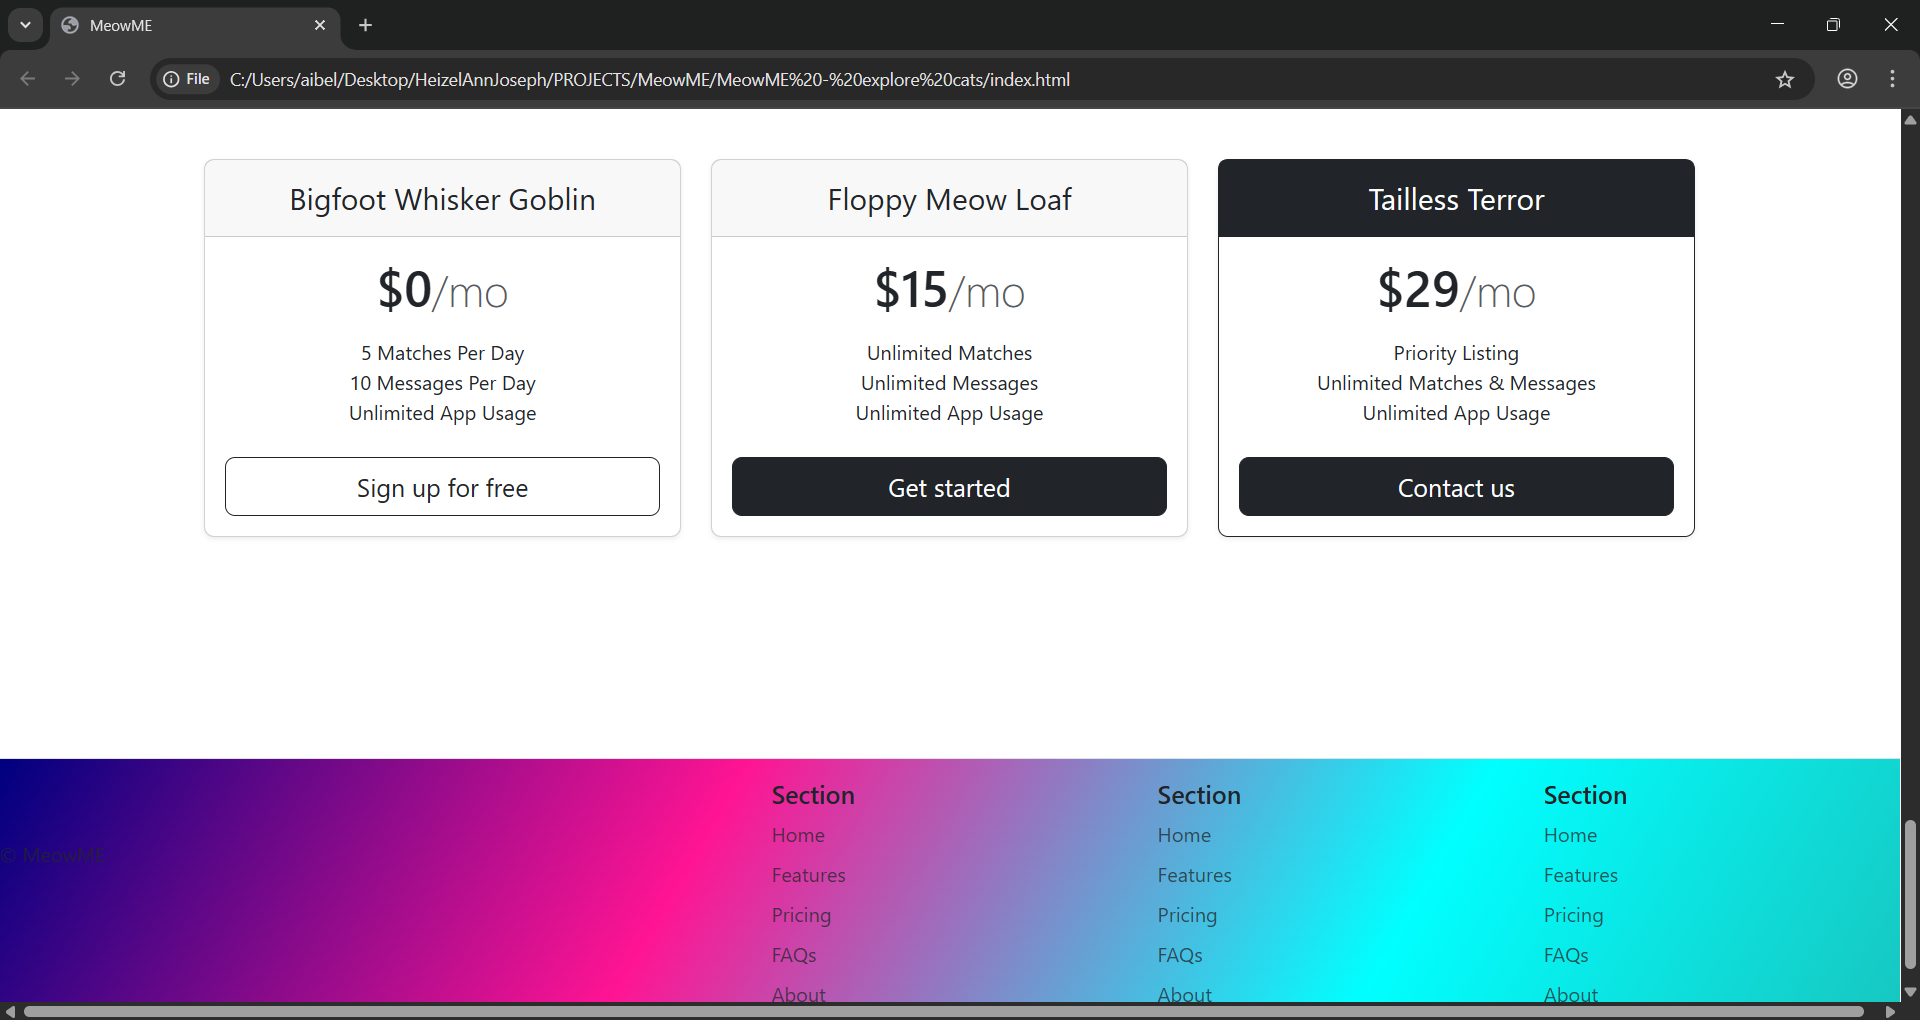 MeowME
File
C:/Users/aibel/Desktop/HeizelAnnJoseph/PROJECTS/MeowME/MeowME%20-%20explore%20cats/index.html
Bigfoot Whisker Goblin
$0/mo
5 Matches Per Day
10 Messages Per Day
Unlimited App Usage
Sign up for free
Floppy Meow Loaf
$15/mo
Unlimited Matches
Unlimited Messages
Unlimited App Usage
Get started
Tailless Terror
$29/mo
Priority Listing
Unlimited Matches & Messages
Unlimited App Usage
Contact us
© MeowME
Section
Home
Features
Pricing
FAQs
About
Section
Home
Features
Pricing
FAQs
About
Section
Home
Features
Pricing
FAQs
About